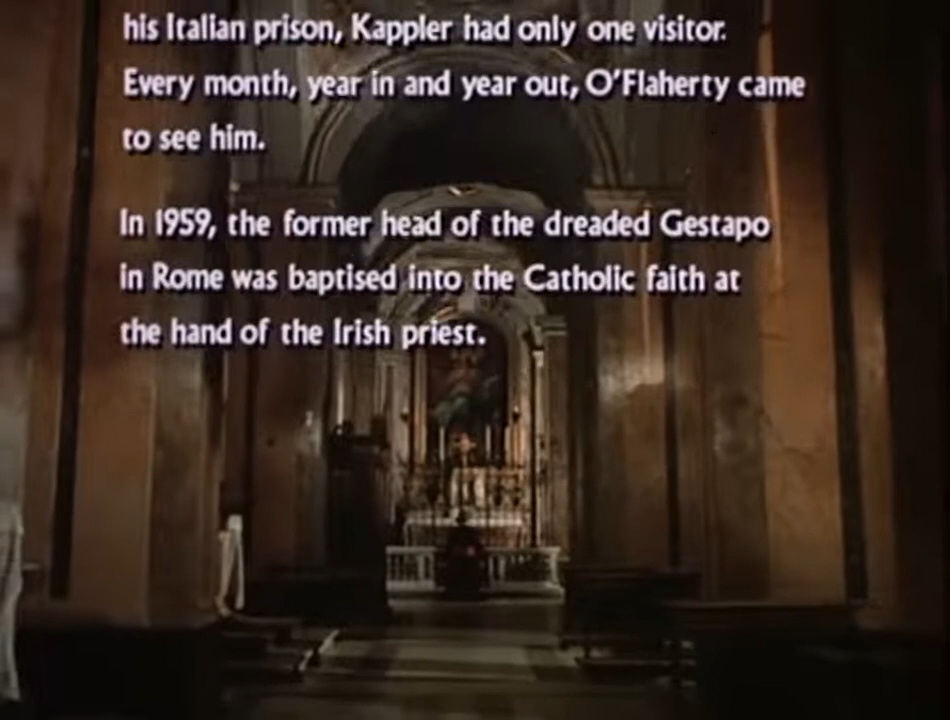 his Italian prison, Kappler had only one visitor.
Every month, year in and year out, O'Flaherty came
to see him.
In 1959, the former head of the dreaded Gestapo
in Rome was baptised into the Catholic faith at
the hand of the Irish priest.